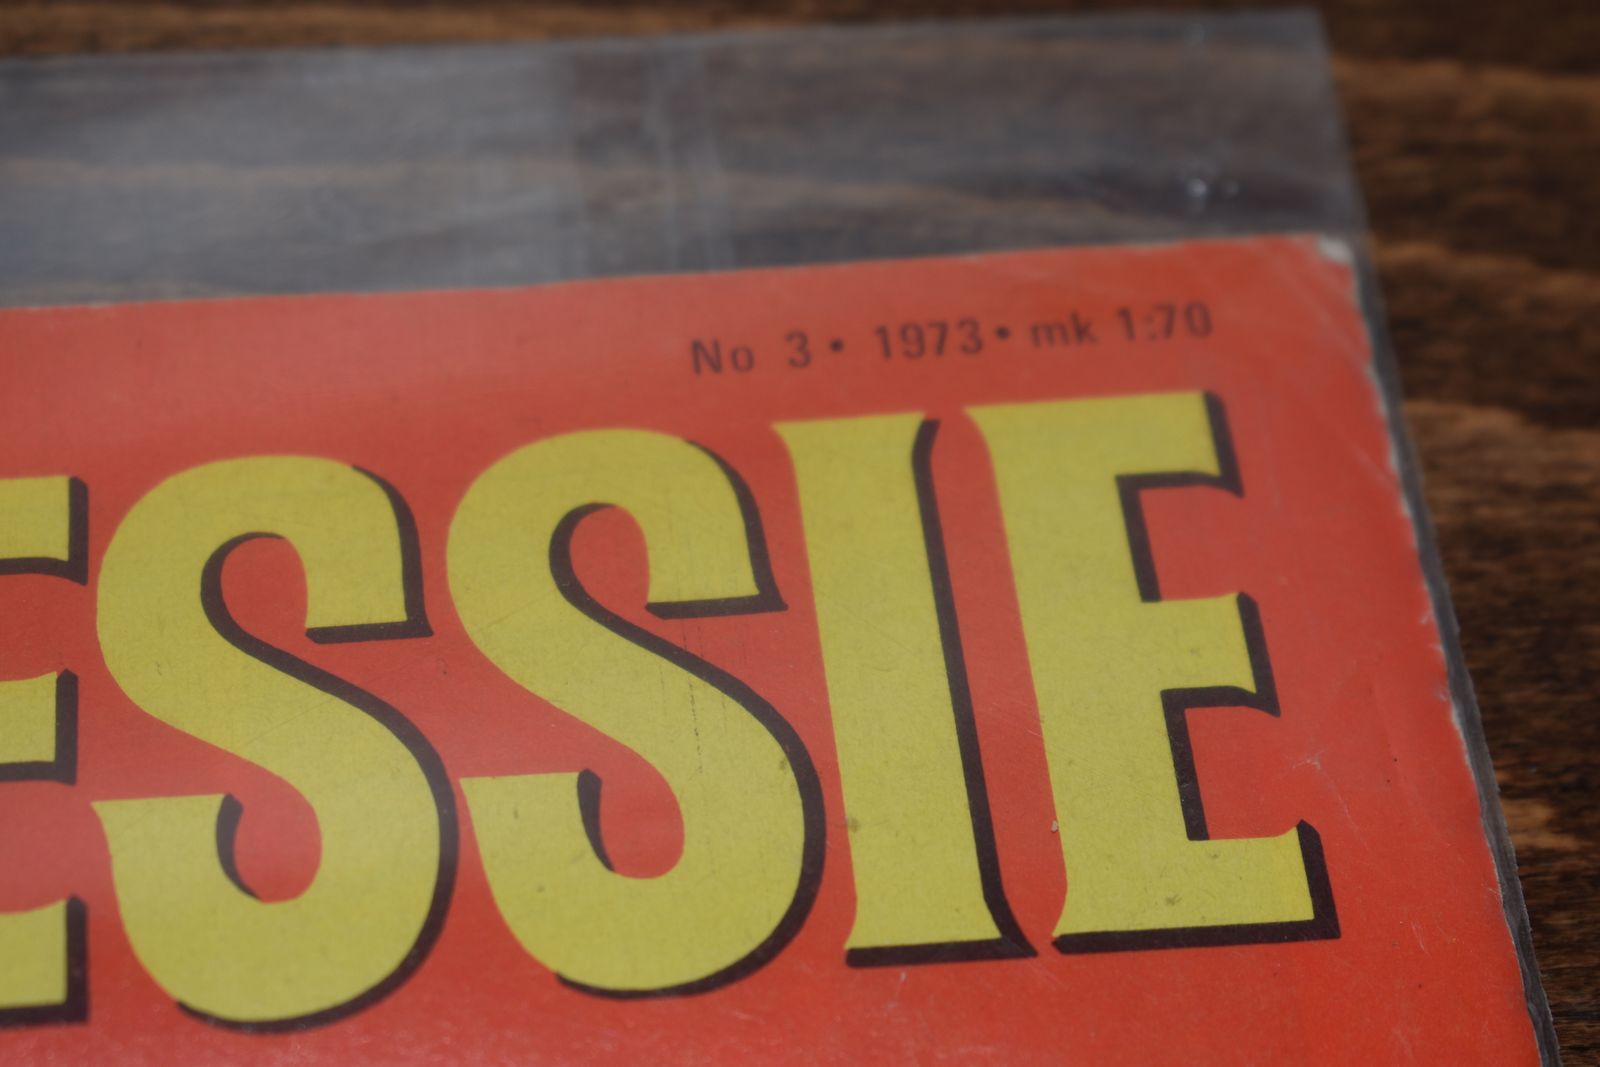 No 3 • 1973 • mk 1:70
ESSIE